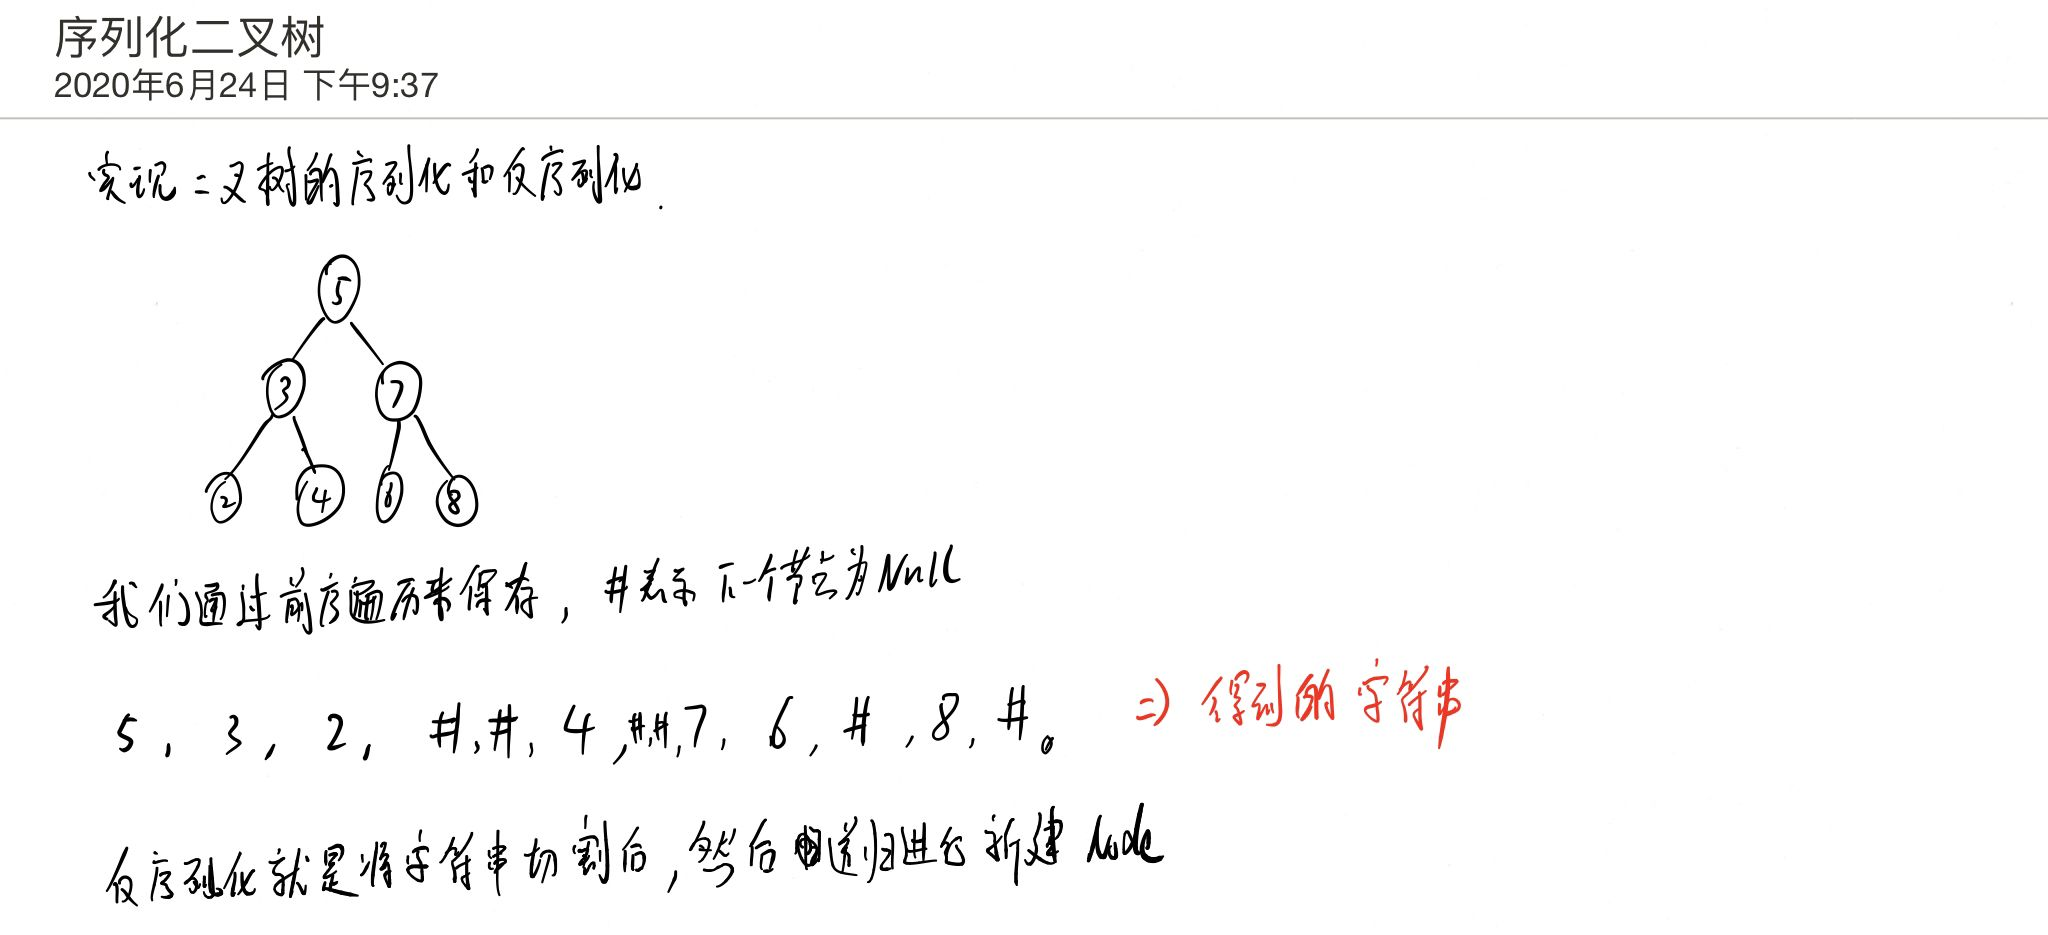 序列化二叉树
2020年6月24日 下午9:37
实现二叉树的序列化和反序列化.
5
3 7
2 4 6 8
我们通过前序遍历来保存, #表示下一个节点为Null
5, 3, 2, #,#, 4,#,#,7, 6, #,8, #。 => 得到的字符串
反序列化就是将字符串切割后,然后递归进行新建 Node